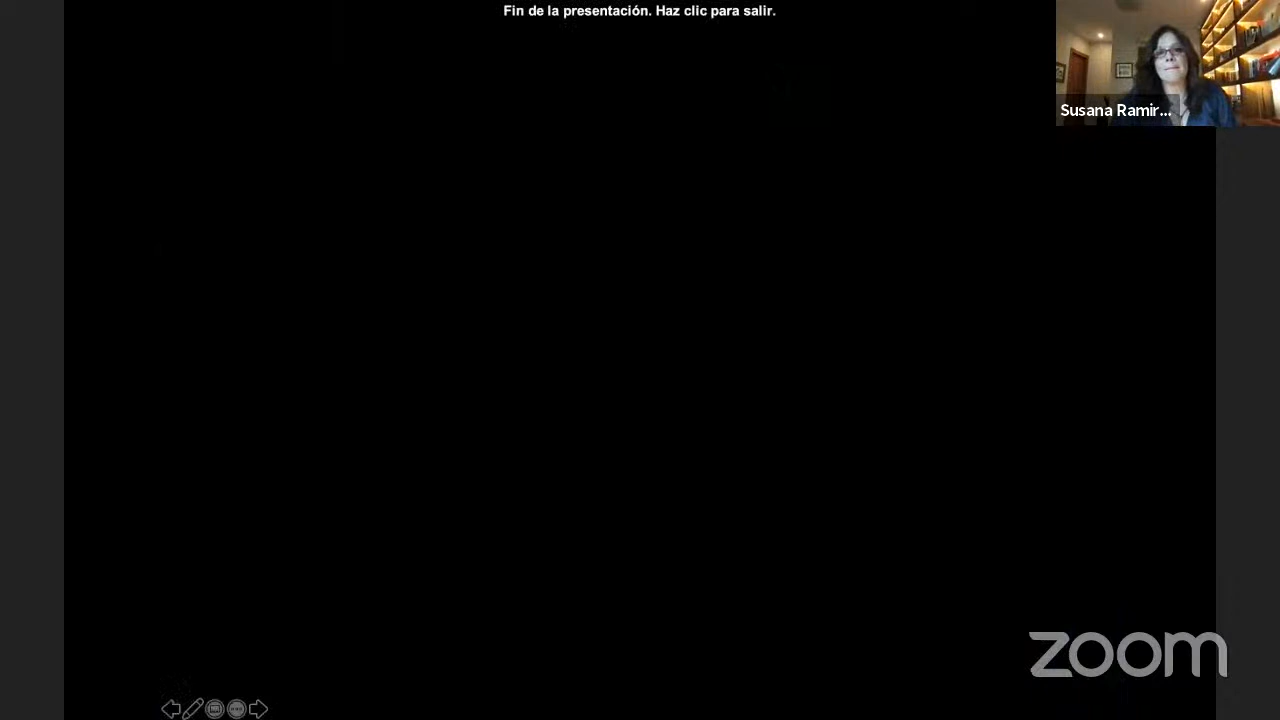 Fin de la presentación. Haz clic para salir.
Susana Ramir...
zoom